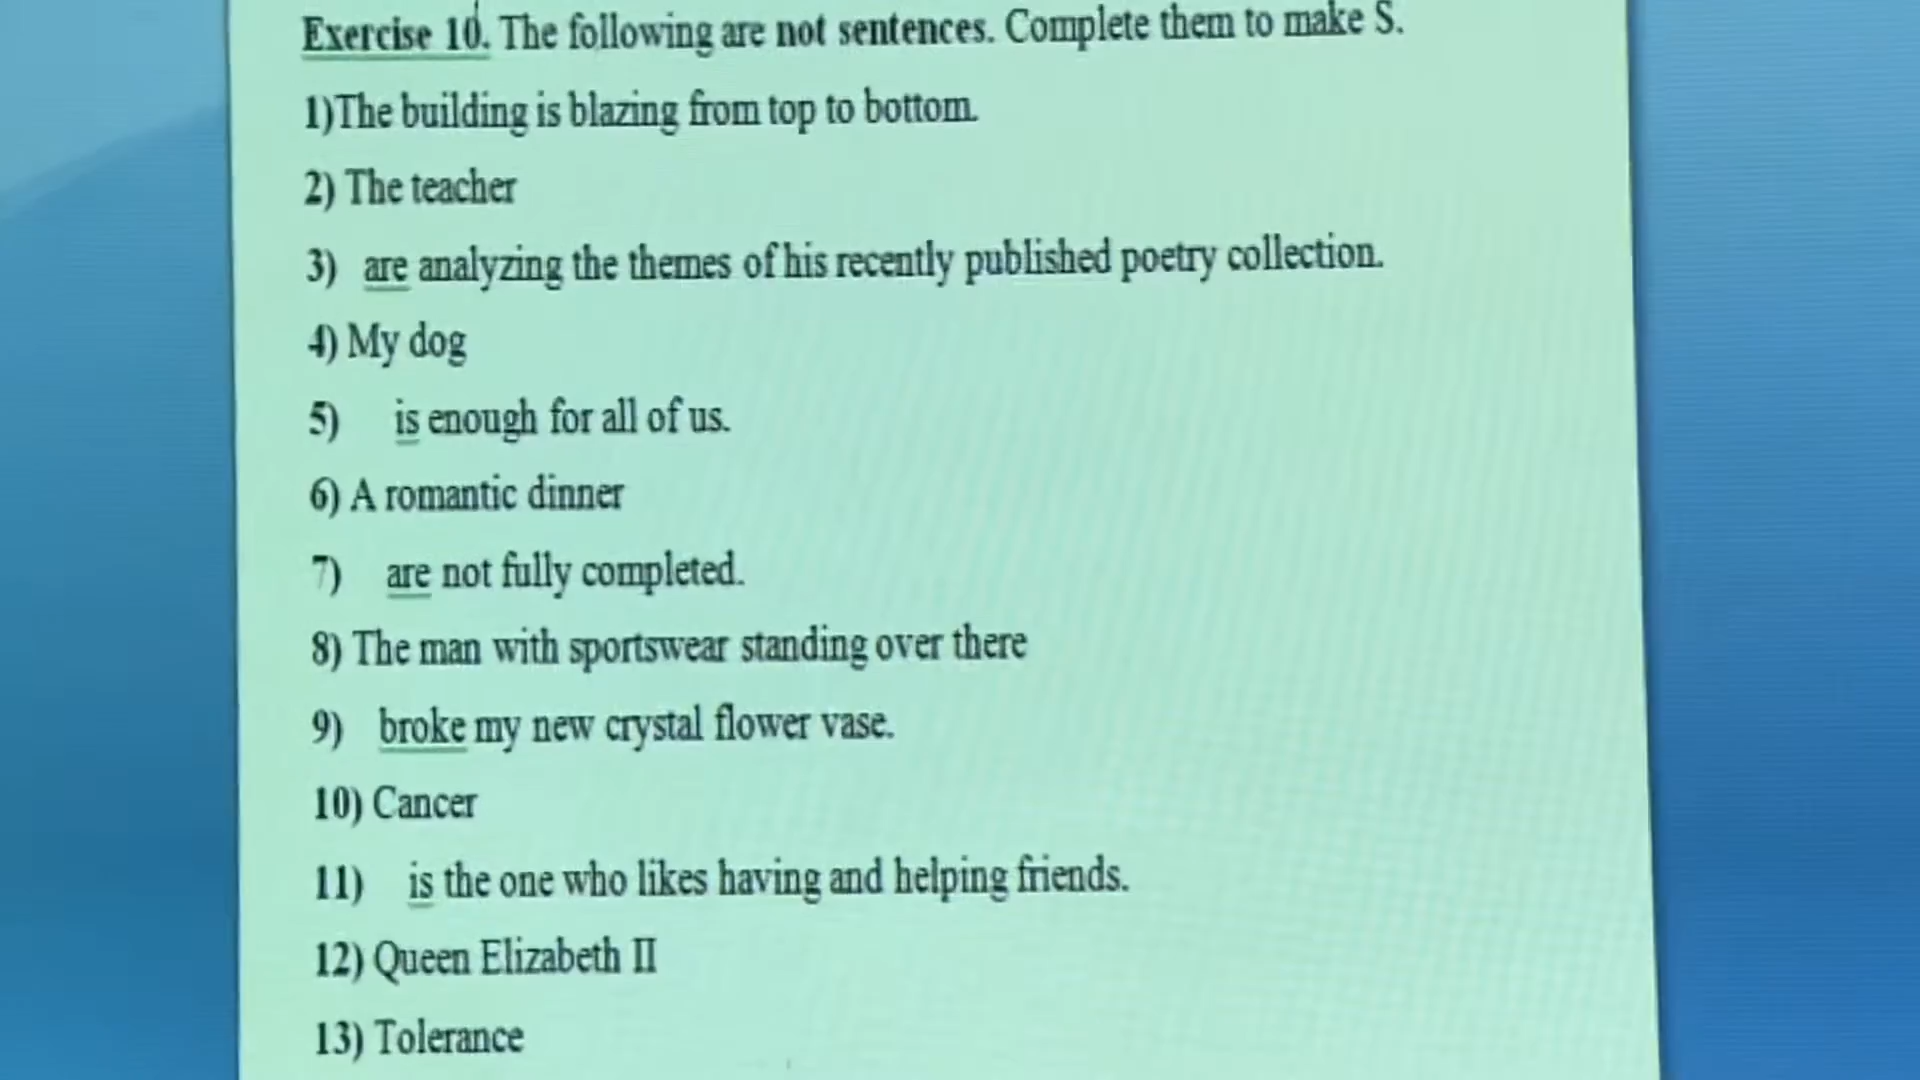 Exercise 10. The following are not sentences. Complete them to make S.
1)The building is blazing from top to bottom.
2) The teacher
3) are analyzing the themes of his recently published poetry collection.
4) My dog
5) is enough for all of us.
6) A romantic dinner
7) are not fully completed.
8) The man with sportswear standing over there
9) broke my new crystal flower vase.
10) Cancer
11) is the one who likes having and helping friends.
12) Queen Elizabeth II
13) Tolerance